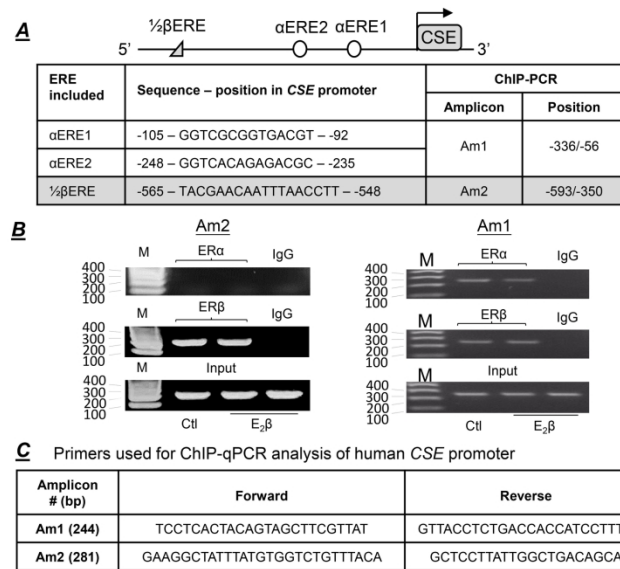 A
½βERE αERE2 αERE1 CSE
5’ 3’
ERE included Sequence – position in CSE promoter ChIP-PCR
Amplicon Position
αERE1 -105 – GGTCGCGGTGACGT – -92 Am1 -336/-56
αERE2 -248 – GGTCACAGAGACGC – -235
½βERE -565 – TACGAACAATTTAACCTT – -548 Am2 -593/-350
B
Am2 Am1
M ERα IgG
400
300
200
100
M ERβ IgG
400
300
200
100
M Input
400
300
200
100
Ctl E₂β
M ERα IgG
400
300
200
100
M ERβ IgG
400
300
200
100
M Input
400
300
200
100
Ctl E₂β
C Primers used for ChIP-qPCR analysis of human CSE promoter
Amplicon # (bp) Forward Reverse
Am1 (244) TCCTCACTACAGTAGCTTCGTTAT GTTACCTCTGACCACCATCCTTT
Am2 (281) GAAGGCTATTTATGTGGTCTGTTTACA GCTCCTTATTGGCTGACAGCA